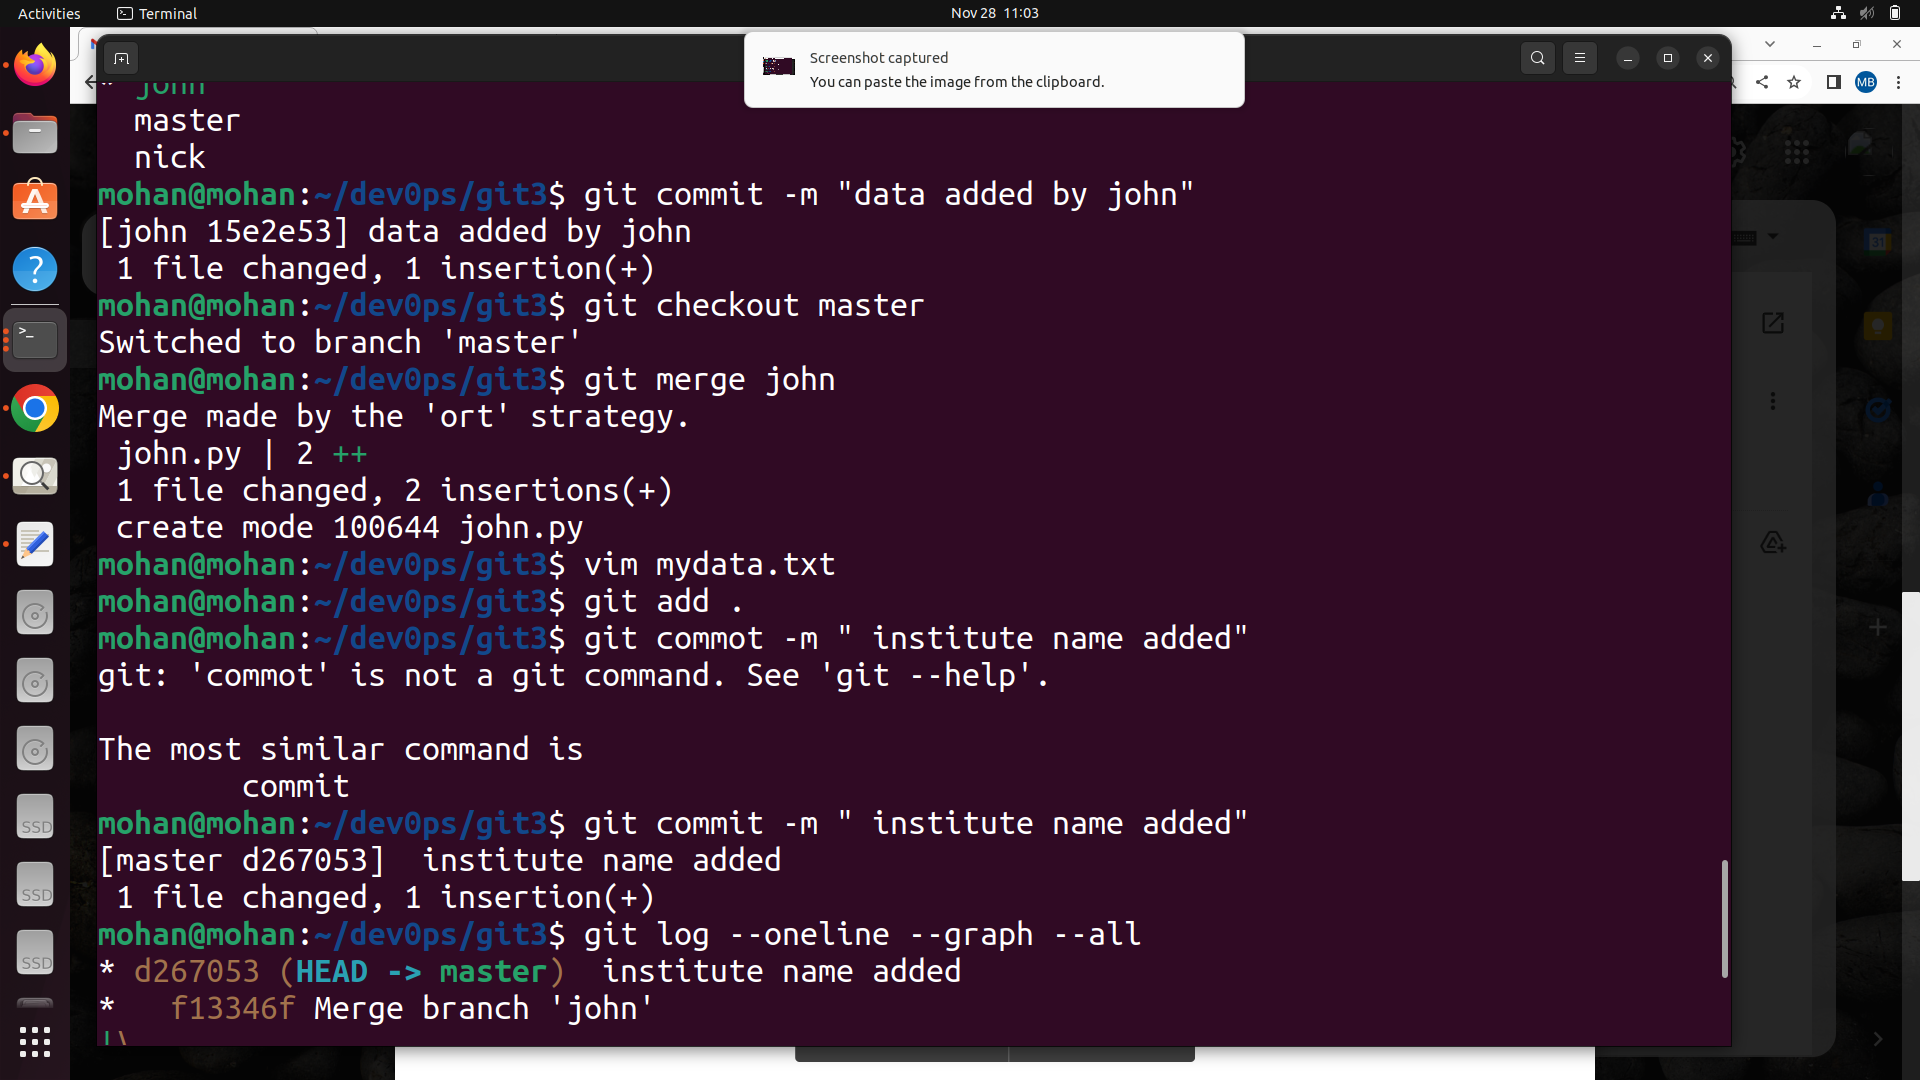 Activities
Terminal
Nov 28 11:03
Screenshot captured
You can paste the image from the clipboard.
MB
* john
master
nick
mohan@mohan:~/dev0ps/git3$ git commit -m "data added by john"
[john 15e2e53] data added by john
1 file changed, 1 insertion(+)
mohan@mohan:~/dev0ps/git3$ git checkout master
Switched to branch 'master'
mohan@mohan:~/dev0ps/git3$ git merge john
Merge made by the 'ort' strategy.
john.py | 2 ++
1 file changed, 2 insertions(+)
create mode 100644 john.py
mohan@mohan:~/dev0ps/git3$ vim mydata.txt
mohan@mohan:~/dev0ps/git3$ git add .
mohan@mohan:~/dev0ps/git3$ git commot -m " institute name added"
git: 'commot' is not a git command. See 'git --help'.
The most similar command is
commit
mohan@mohan:~/dev0ps/git3$ git commit -m " institute name added"
[master d267053]  institute name added
1 file changed, 1 insertion(+)
mohan@mohan:~/dev0ps/git3$ git log --oneline --graph --all
* d267053 (HEAD -> master)  institute name added
*   f13346f Merge branch 'john'
|\
SSD
SSD
SSD
31